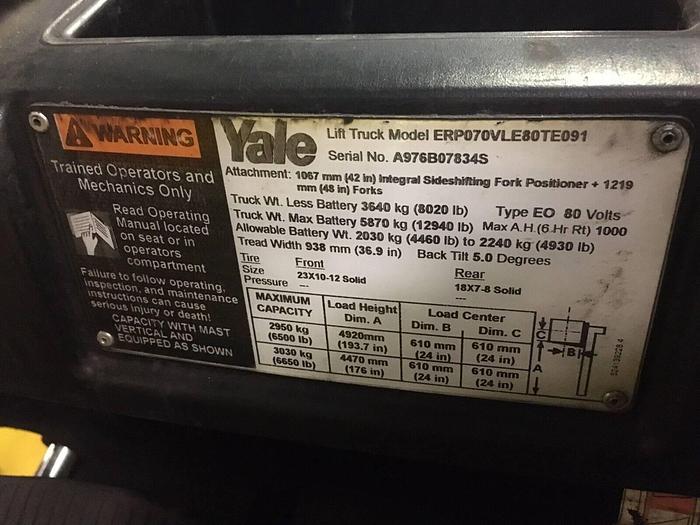 WARNING
Trained Operators and
Mechanics Only
Read Operating
Manual located
on seat or in
operators
compartment
Failure to follow operating,
inspection, and maintenance
instructions can cause
serious injury or death!
CAPACITY WITH MAST
VERTICAL AND
EQUIPPED AS SHOWN
Yale
Lift Truck Model ERP070VLE80TE091
Serial No. A976B07834S
Attachment: 1067 mm (42 in) Integral Sideshifting Fork Positioner + 1219
mm (48 in) Forks
Truck Wt. Less Battery 3640 kg (8020 lb) Type EO 80 Volts
Truck Wt. Max Battery 5870 kg (12940 lb) Max A.H.(6 Hr Rt) 1000
Allowable Battery Wt. 2030 kg (4460 lb) to 2240 kg (4930 lb)
Tread Width 938 mm (36.9 in) Back Tilt 5.0 Degrees
Tire Front Rear
Size 23X10-12 Solid 18X7-8 Solid
Pressure --- ---
MAXIMUM CAPACITY Load Height Dim. A Load Center
Dim. B Dim. C
2950 kg (6500 lb) 4920mm (193.7 in) 610 mm (24 in) 610 mm (24 in)
3030 kg (6650 lb) 4470 mm (176 in) 610 mm (24 in) 610 mm (24 in)
C
B
A